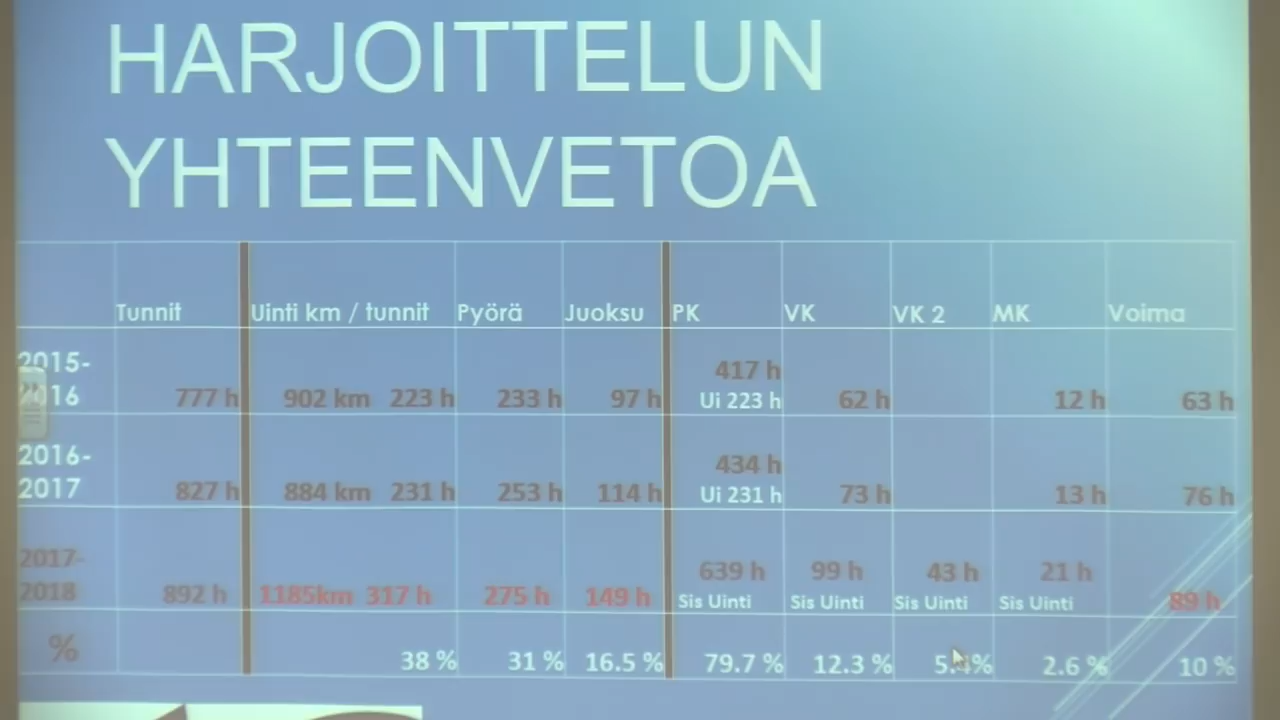 HARJOITTELUN
YHTEENVETOA
Tunnit Uinti km / tunnit Pyörä Juoksu PK VK VK 2 MK Voima
2015-
2016 777 h 902 km 223 h 233 h 97 h 417 h Ui 223 h 62 h 12 h 63 h
2016-
2017 827 h 884 km 231 h 253 h 114 h 434 h Ui 231 h 73 h 13 h 76 h
2017-
2018 892 h 1185km 317 h 275 h 149 h 639 h Sis Uinti 99 h Sis Uinti 43 h Sis Uinti 21 h Sis Uinti 89 h
% 38 % 31 % 16.5 % 79.7 % 12.3 % 5.4% 2.6 % 10 %